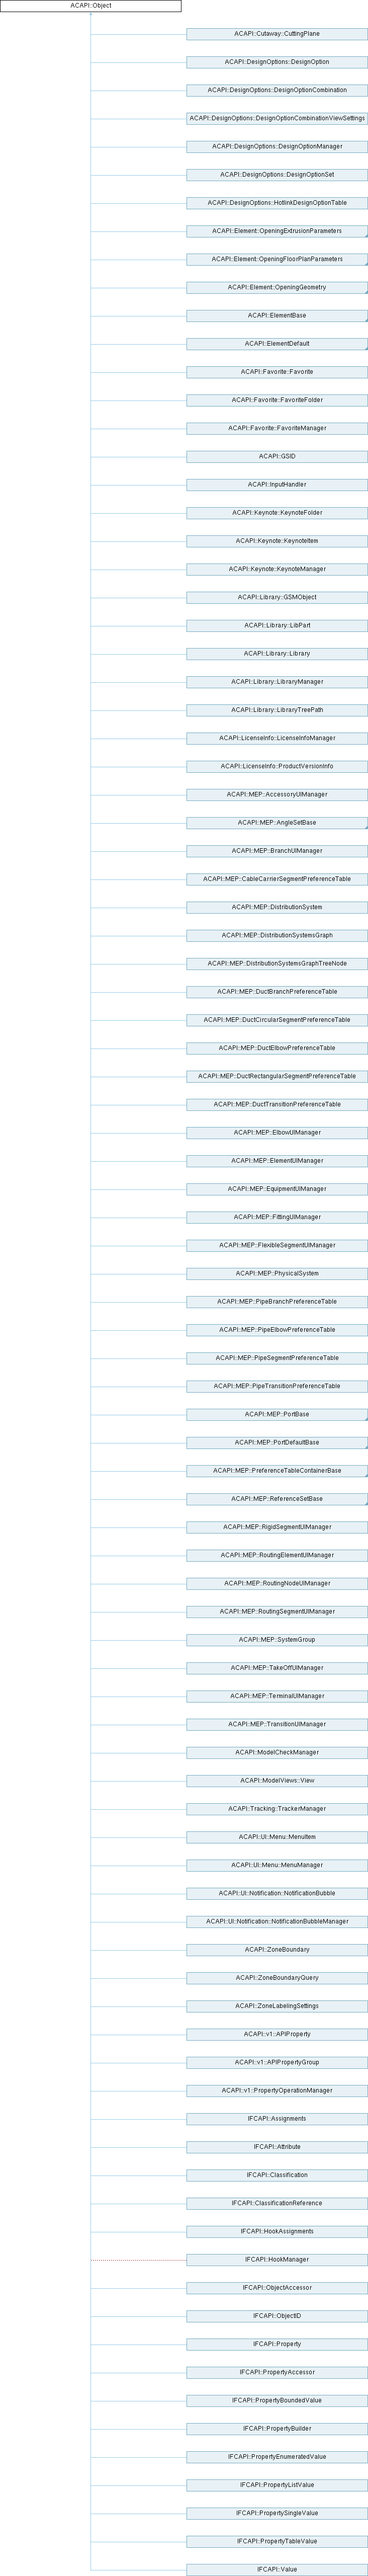 ACAPI::Object
ACAPI::Cutaway::CuttingPlane
ACAPI::DesignOptions::DesignOption
ACAPI::DesignOptions::DesignOptionCombination
ACAPI::DesignOptions::DesignOptionCombinationViewSettings
ACAPI::DesignOptions::DesignOptionManager
ACAPI::DesignOptions::DesignOptionSet
ACAPI::DesignOptions::HotlinkDesignOptionTable
ACAPI::Element::OpeningExtrusionParameters
ACAPI::Element::OpeningFloorPlanParameters
ACAPI::Element::OpeningGeometry
ACAPI::ElementBase
ACAPI::ElementDefault
ACAPI::Favorite::Favorite
ACAPI::Favorite::FavoriteFolder
ACAPI::Favorite::FavoriteManager
ACAPI::GSID
ACAPI::InputHandler
ACAPI::Keynote::KeynoteFolder
ACAPI::Keynote::KeynoteItem
ACAPI::Keynote::KeynoteManager
ACAPI::Library::GSMObject
ACAPI::Library::LibPart
ACAPI::Library::Library
ACAPI::Library::LibraryManager
ACAPI::Library::LibraryTreePath
ACAPI::LicenseInfo::LicenseInfoManager
ACAPI::LicenseInfo::ProductVersionInfo
ACAPI::MEP::AccessoryUIManager
ACAPI::MEP::AngleSetBase
ACAPI::MEP::BranchUIManager
ACAPI::MEP::CableCarrierSegmentPreferenceTable
ACAPI::MEP::DistributionSystem
ACAPI::MEP::DistributionSystemsGraph
ACAPI::MEP::DistributionSystemsGraphTreeNode
ACAPI::MEP::DuctBranchPreferenceTable
ACAPI::MEP::DuctCircularSegmentPreferenceTable
ACAPI::MEP::DuctElbowPreferenceTable
ACAPI::MEP::DuctRectangularSegmentPreferenceTable
ACAPI::MEP::DuctTransitionPreferenceTable
ACAPI::MEP::ElbowUIManager
ACAPI::MEP::ElementUIManager
ACAPI::MEP::EquipmentUIManager
ACAPI::MEP::FittingUIManager
ACAPI::MEP::FlexibleSegmentUIManager
ACAPI::MEP::PhysicalSystem
ACAPI::MEP::PipeBranchPreferenceTable
ACAPI::MEP::PipeElbowPreferenceTable
ACAPI::MEP::PipeSegmentPreferenceTable
ACAPI::MEP::PipeTransitionPreferenceTable
ACAPI::MEP::PortBase
ACAPI::MEP::PortDefaultBase
ACAPI::MEP::PreferenceTableContainerBase
ACAPI::MEP::ReferenceSetBase
ACAPI::MEP::RigidSegmentUIManager
ACAPI::MEP::RoutingElementUIManager
ACAPI::MEP::RoutingNodeUIManager
ACAPI::MEP::RoutingSegmentUIManager
ACAPI::MEP::SystemGroup
ACAPI::MEP::TakeOffUIManager
ACAPI::MEP::TerminalUIManager
ACAPI::MEP::TransitionUIManager
ACAPI::ModelCheckManager
ACAPI::ModelViews::View
ACAPI::Tracking::TrackerManager
ACAPI::UI::Menu::MenuItem
ACAPI::UI::Menu::MenuManager
ACAPI::UI::Notification::NotificationBubble
ACAPI::UI::Notification::NotificationBubbleManager
ACAPI::ZoneBoundary
ACAPI::ZoneBoundaryQuery
ACAPI::ZoneLabelingSettings
ACAPI::v1::APIProperty
ACAPI::v1::APIPropertyGroup
ACAPI::v1::PropertyOperationManager
IFCAPI::Assignments
IFCAPI::Attribute
IFCAPI::Classification
IFCAPI::ClassificationReference
IFCAPI::HookAssignments
IFCAPI::HookManager
IFCAPI::ObjectAccessor
IFCAPI::ObjectID
IFCAPI::Property
IFCAPI::PropertyAccessor
IFCAPI::PropertyBoundedValue
IFCAPI::PropertyBuilder
IFCAPI::PropertyEnumeratedValue
IFCAPI::PropertyListValue
IFCAPI::PropertySingleValue
IFCAPI::PropertyTableValue
IFCAPI::Value